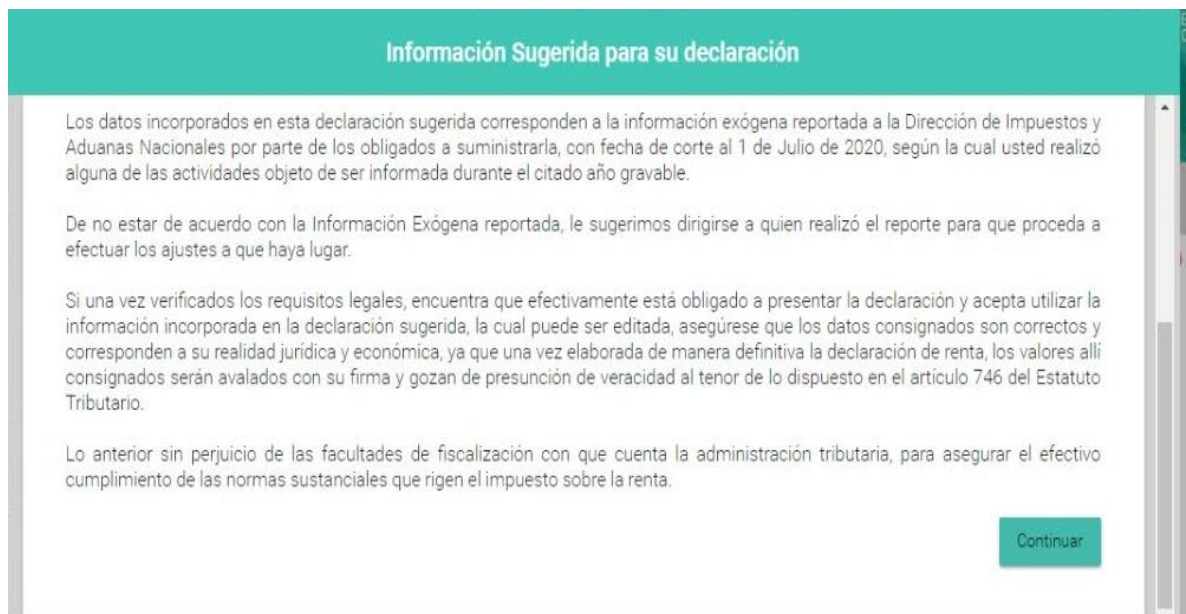 Información Sugerida para su declaración
Los datos incorporados en esta declaración sugerida corresponden a la información exógena reportada a la Dirección de Impuestos y
Aduanas Nacionales por parte de los obligados a suministrarla, con fecha de corte al 1 de Julio de 2020, según la cual usted realizó
alguna de las actividades objeto de ser informada durante el citado año gravable.
De no estar de acuerdo con la Información Exógena reportada, le sugerimos dirigirse a quien realizó el reporte para que proceda a
efectuar los ajustes a que haya lugar.
Si una vez verificados los requisitos legales, encuentra que efectivamente está obligado a presentar la declaración y acepta utilizar la
información incorporada en la declaración sugerida, la cual puede ser editada, asegúrese que los datos consignados son correctos y
corresponden a su realidad jurídica y económica, ya que una vez elaborada de manera definitiva la declaración de renta, los valores allí
consignados serán avalados con su firma y gozan de presunción de veracidad al tenor de lo dispuesto en el artículo 746 del Estatuto
Tributario.
Lo anterior sin perjuicio de las facultades de fiscalización con que cuenta la administración tributaria, para asegurar el efectivo
cumplimiento de las normas sustanciales que rigen el impuesto sobre la renta.
Continuar